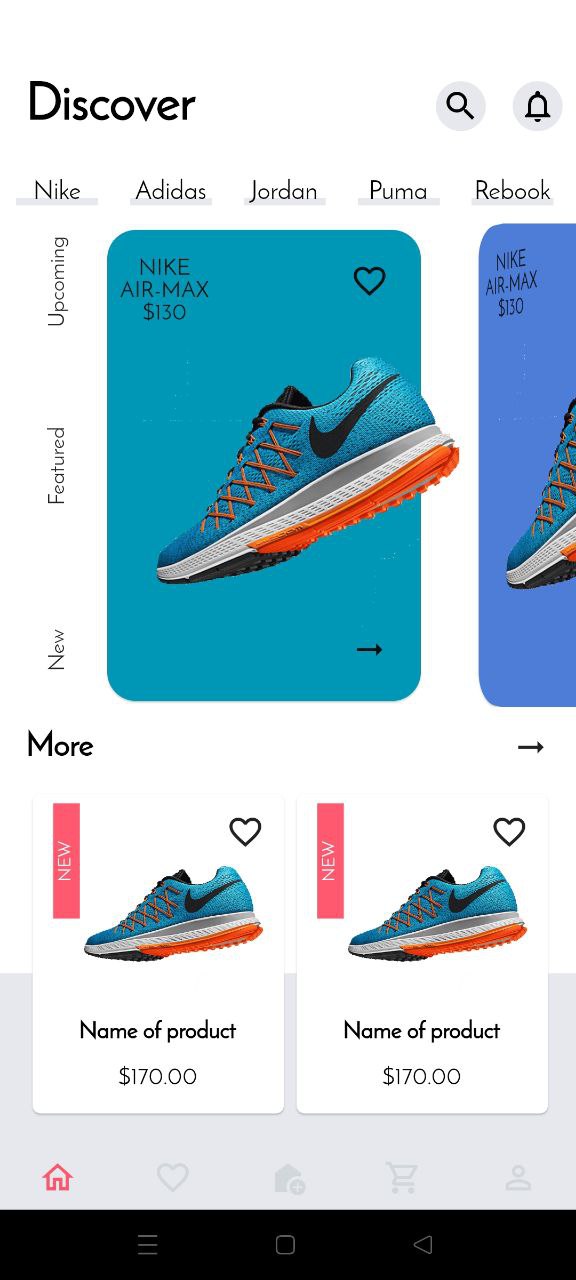 Discover
Nike
Adidas
Jordan
Puma
Rebook
Upcoming
Featured
New
NIKE
AIR-MAX
$130
NIKE
AIR-MAX
$130
More
NEW
Name of product
$170.00
NEW
Name of product
$170.00